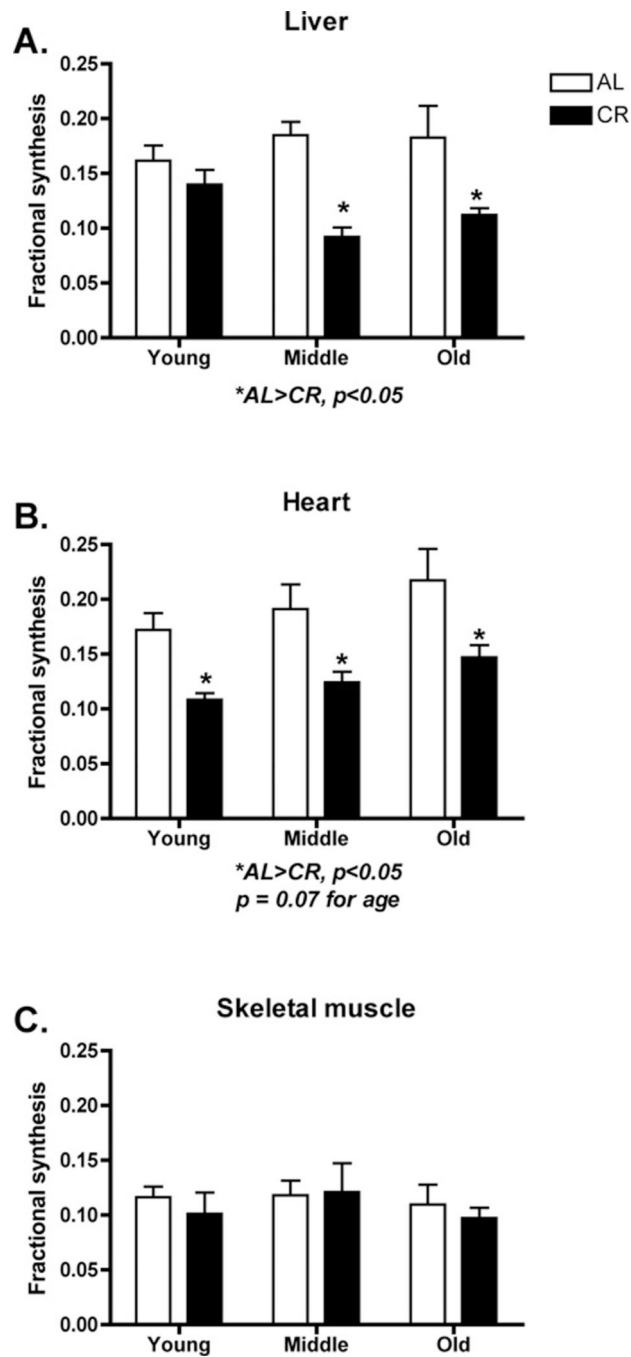 Liver
A.
AL
CR
Fractional synthesis
0.25
0.20
0.15
0.10
0.05
0.00
*
*
Young Middle Old
*AL>CR, p<0.05
Heart
B.
Fractional synthesis
0.25
0.20
0.15
0.10
0.05
0.00
*
*
*
Young Middle Old
*AL>CR, p<0.05
p = 0.07 for age
Skeletal muscle
C.
Fractional synthesis
0.25
0.20
0.15
0.10
0.05
0.00
Young Middle Old